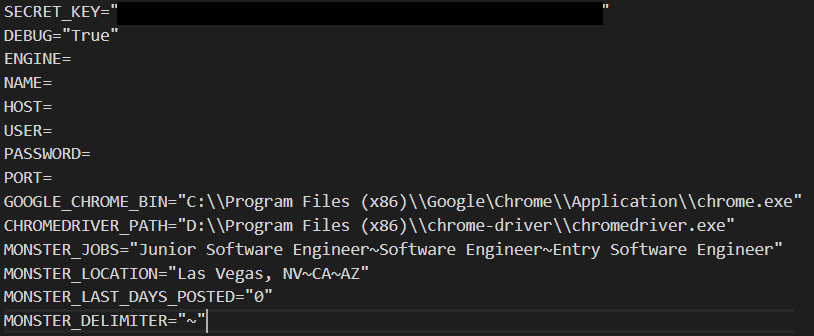 SECRET_KEY=""
DEBUG="True"
ENGINE=
NAME=
HOST=
USER=
PASSWORD=
PORT=
GOOGLE_CHROME_BIN="C:\\Program Files (x86)\\Google\Chrome\\Application\\chrome.exe"
CHROMEDRIVER_PATH="D:\\Program Files (x86)\\chrome-driver\\chromedriver.exe"
MONSTER_JOBS="Junior Software Engineer~Software Engineer~Entry Software Engineer"
MONSTER_LOCATION="Las Vegas, NV~CA~AZ"
MONSTER_LAST_DAYS_POSTED="0"
MONSTER_DELIMITER="~"